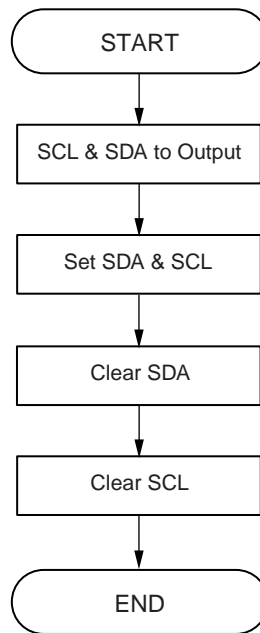 START
SCL & SDA to Output
Set SDA & SCL
Clear SDA
Clear SCL
END